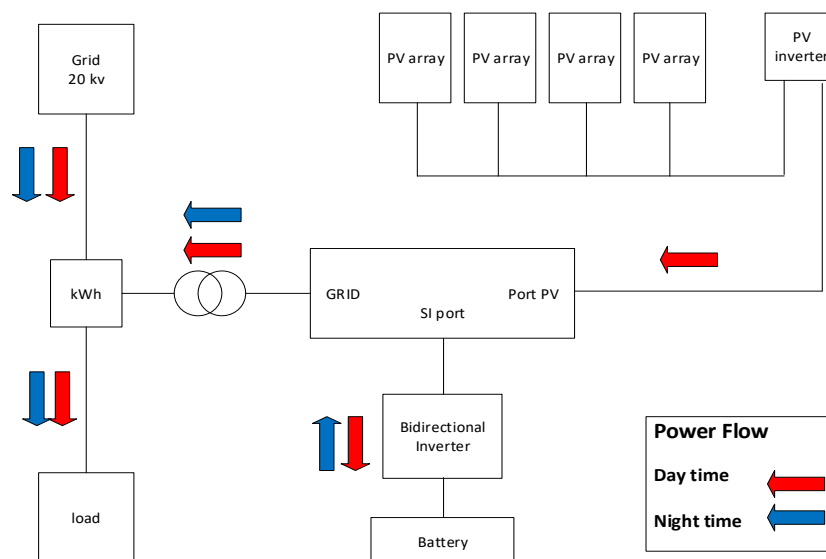 Grid
20 kv
PV array
PV array
PV array
PV array
PV
inverter
kWh
GRID
Port PV
SI port
Bidirectional
Inverter
load
Battery
Power Flow
Day time
Night time